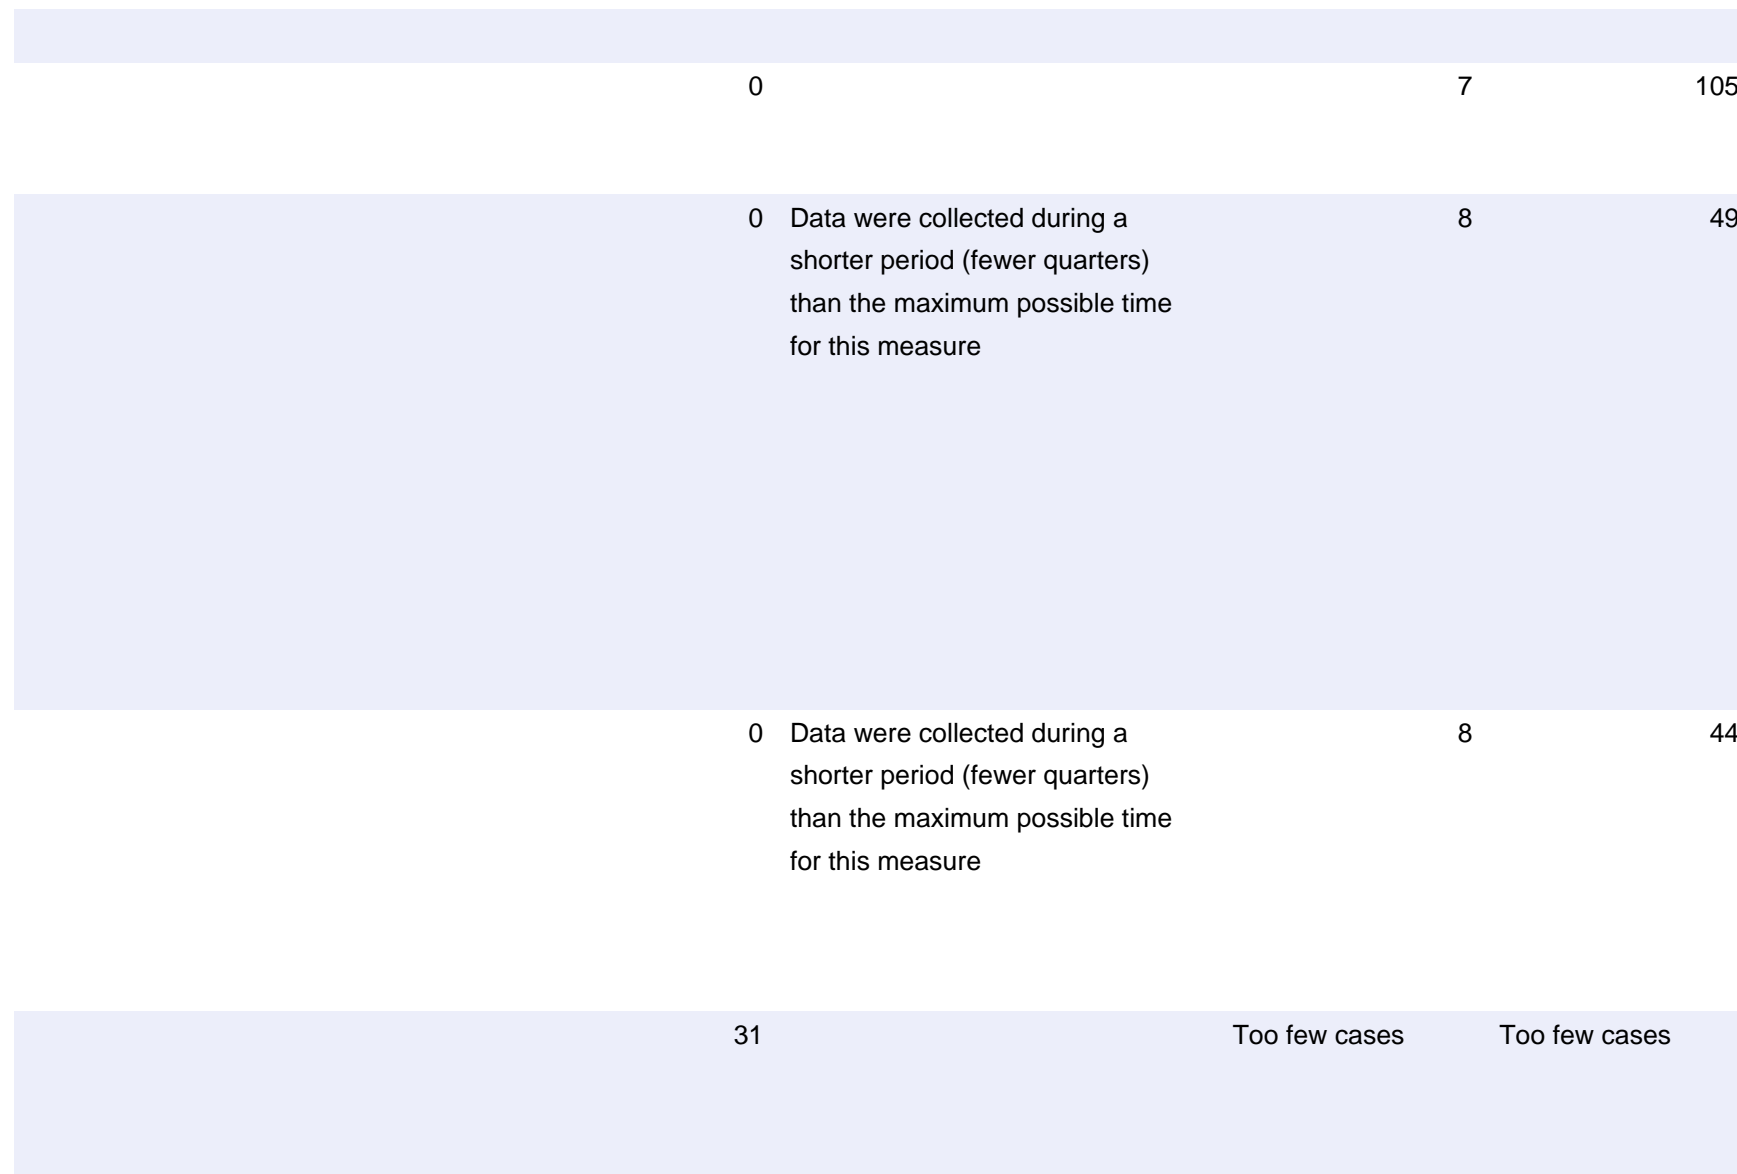 0 7 105
0 Data were collected during a 8 49
shorter period (fewer quarters)
than the maximum possible time
for this measure
0 Data were collected during a 8 44
shorter period (fewer quarters)
than the maximum possible time
for this measure
31 Too few cases Too few cases